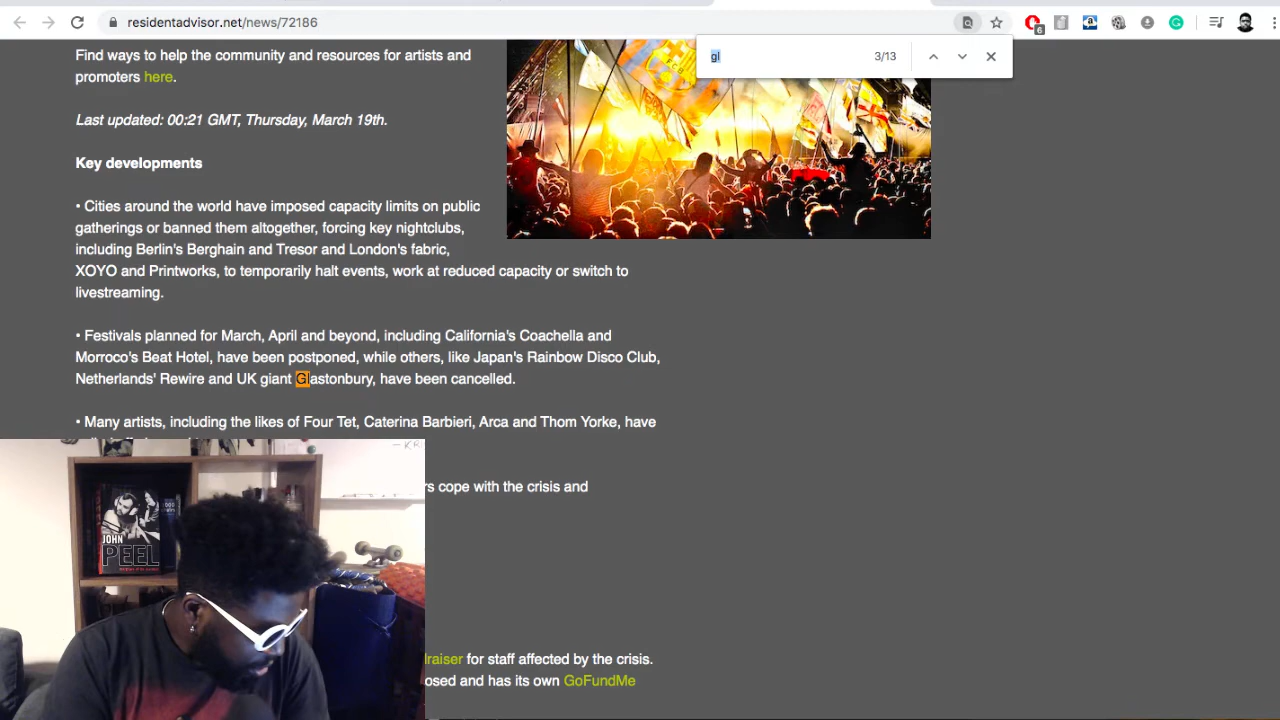 residentadvisor.net/news/72186
6
gl
3/13
Find ways to help the community and resources for artists and
promoters here.
Last updated: 00:21 GMT, Thursday, March 19th.
Key developments
• Cities around the world have imposed capacity limits on public
gatherings or banned them altogether, forcing key nightclubs,
including Berlin's Berghain and Tresor and London's fabric,
XOYO and Printworks, to temporarily halt events, work at reduced capacity or switch to
livestreaming.
• Festivals planned for March, April and beyond, including California's Coachella and
Morroco's Beat Hotel, have been postponed, while others, like Japan's Rainbow Disco Club,
Netherlands' Rewire and UK giant Glastonbury, have been cancelled.
• Many artists, including the likes of Four Tet, Caterina Barbieri, Arca and Thom Yorke, have
rs cope with the crisis and
draiser for staff affected by the crisis.
osed and has its own GoFundMe
JOHN
PEEL